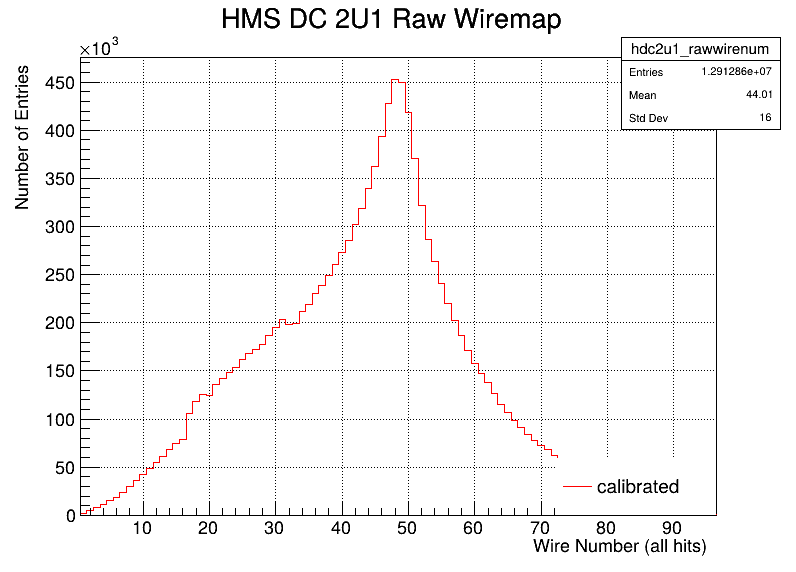 HMS DC 2U1 Raw Wiremap
×10³
hdc2u1_rawwirenum
Entries 1.291286e+07
Mean 44.01
Std Dev 16
Number of Entries
450
400
350
300
250
200
150
100
50
0
calibrated
10 20 30 40 50 60 70 80 90
Wire Number (all hits)